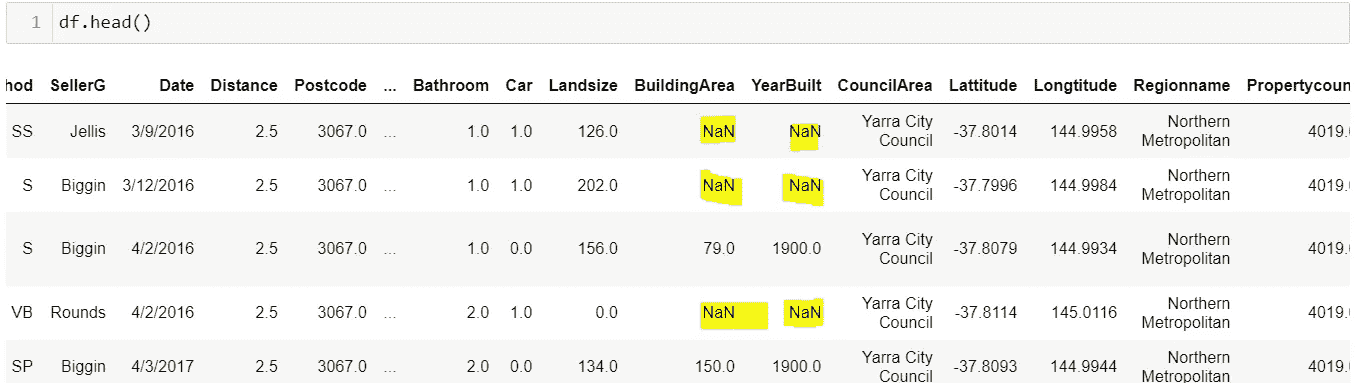 1 df.head()
hod SellerG Date Distance Postcode ... Bathroom Car Landsize BuildingArea YearBuilt CouncilArea Lattitude Longtitude Regionname Propertycoun
SS Jellis 3/9/2016 2.5 3067.0 ... 1.0 1.0 126.0 NaN NaN Yarra City Council -37.8014 144.9958 Northern Metropolitan 4019.0
S Biggin 3/12/2016 2.5 3067.0 ... 1.0 1.0 202.0 NaN NaN Yarra City Council -37.7996 144.9984 Northern Metropolitan 4019.0
S Biggin 4/2/2016 2.5 3067.0 ... 1.0 0.0 156.0 79.0 1900.0 Yarra City Council -37.8079 144.9934 Northern Metropolitan 4019.0
VB Rounds 4/2/2016 2.5 3067.0 ... 2.0 1.0 0.0 NaN NaN Yarra City Council -37.8114 145.0116 Northern Metropolitan 4019.0
SP Biggin 4/3/2017 2.5 3067.0 ... 2.0 0.0 134.0 150.0 1900.0 Yarra City Council -37.8093 144.9944 Northern Metropolitan 4019.0